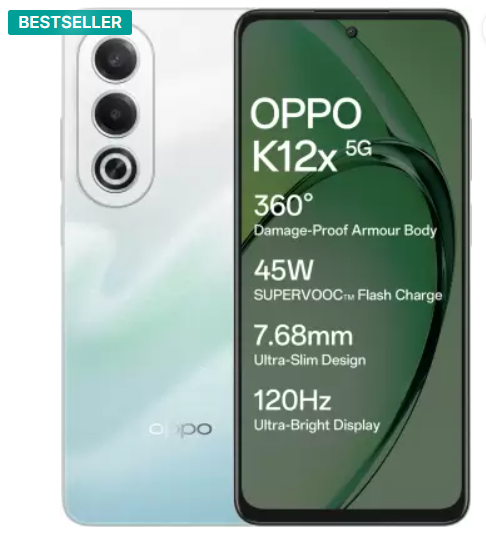 BESTSELLER
OPPO
K12x 5G
360°
Damage-Proof Armour Body
45W
SUPERVOOC™ Flash Charge
7.68mm
Ultra-Slim Design
120Hz
Ultra-Bright Display
oppo